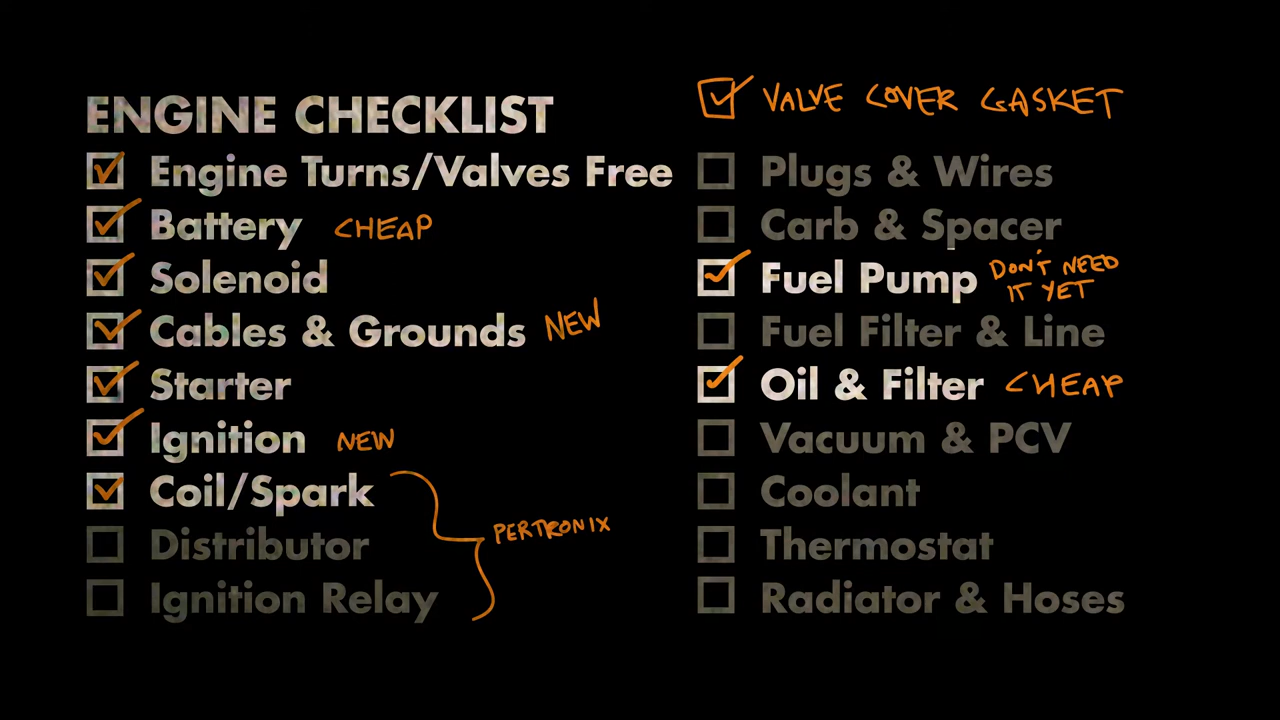 ENGINE CHECKLIST
Engine Turns/Valves Free
Battery CHEAP
Solenoid
Cables & Grounds NEW
Starter
Ignition NEW
Coil/Spark
PERTRONIX
Distributor
Ignition Relay
VALVE COVER GASKET
Plugs & Wires
Carb & Spacer
Fuel Pump DON'T NEED
IT YET
Fuel Filter & Line
Oil & Filter CHEAP
Vacuum & PCV
Coolant
Thermostat
Radiator & Hoses